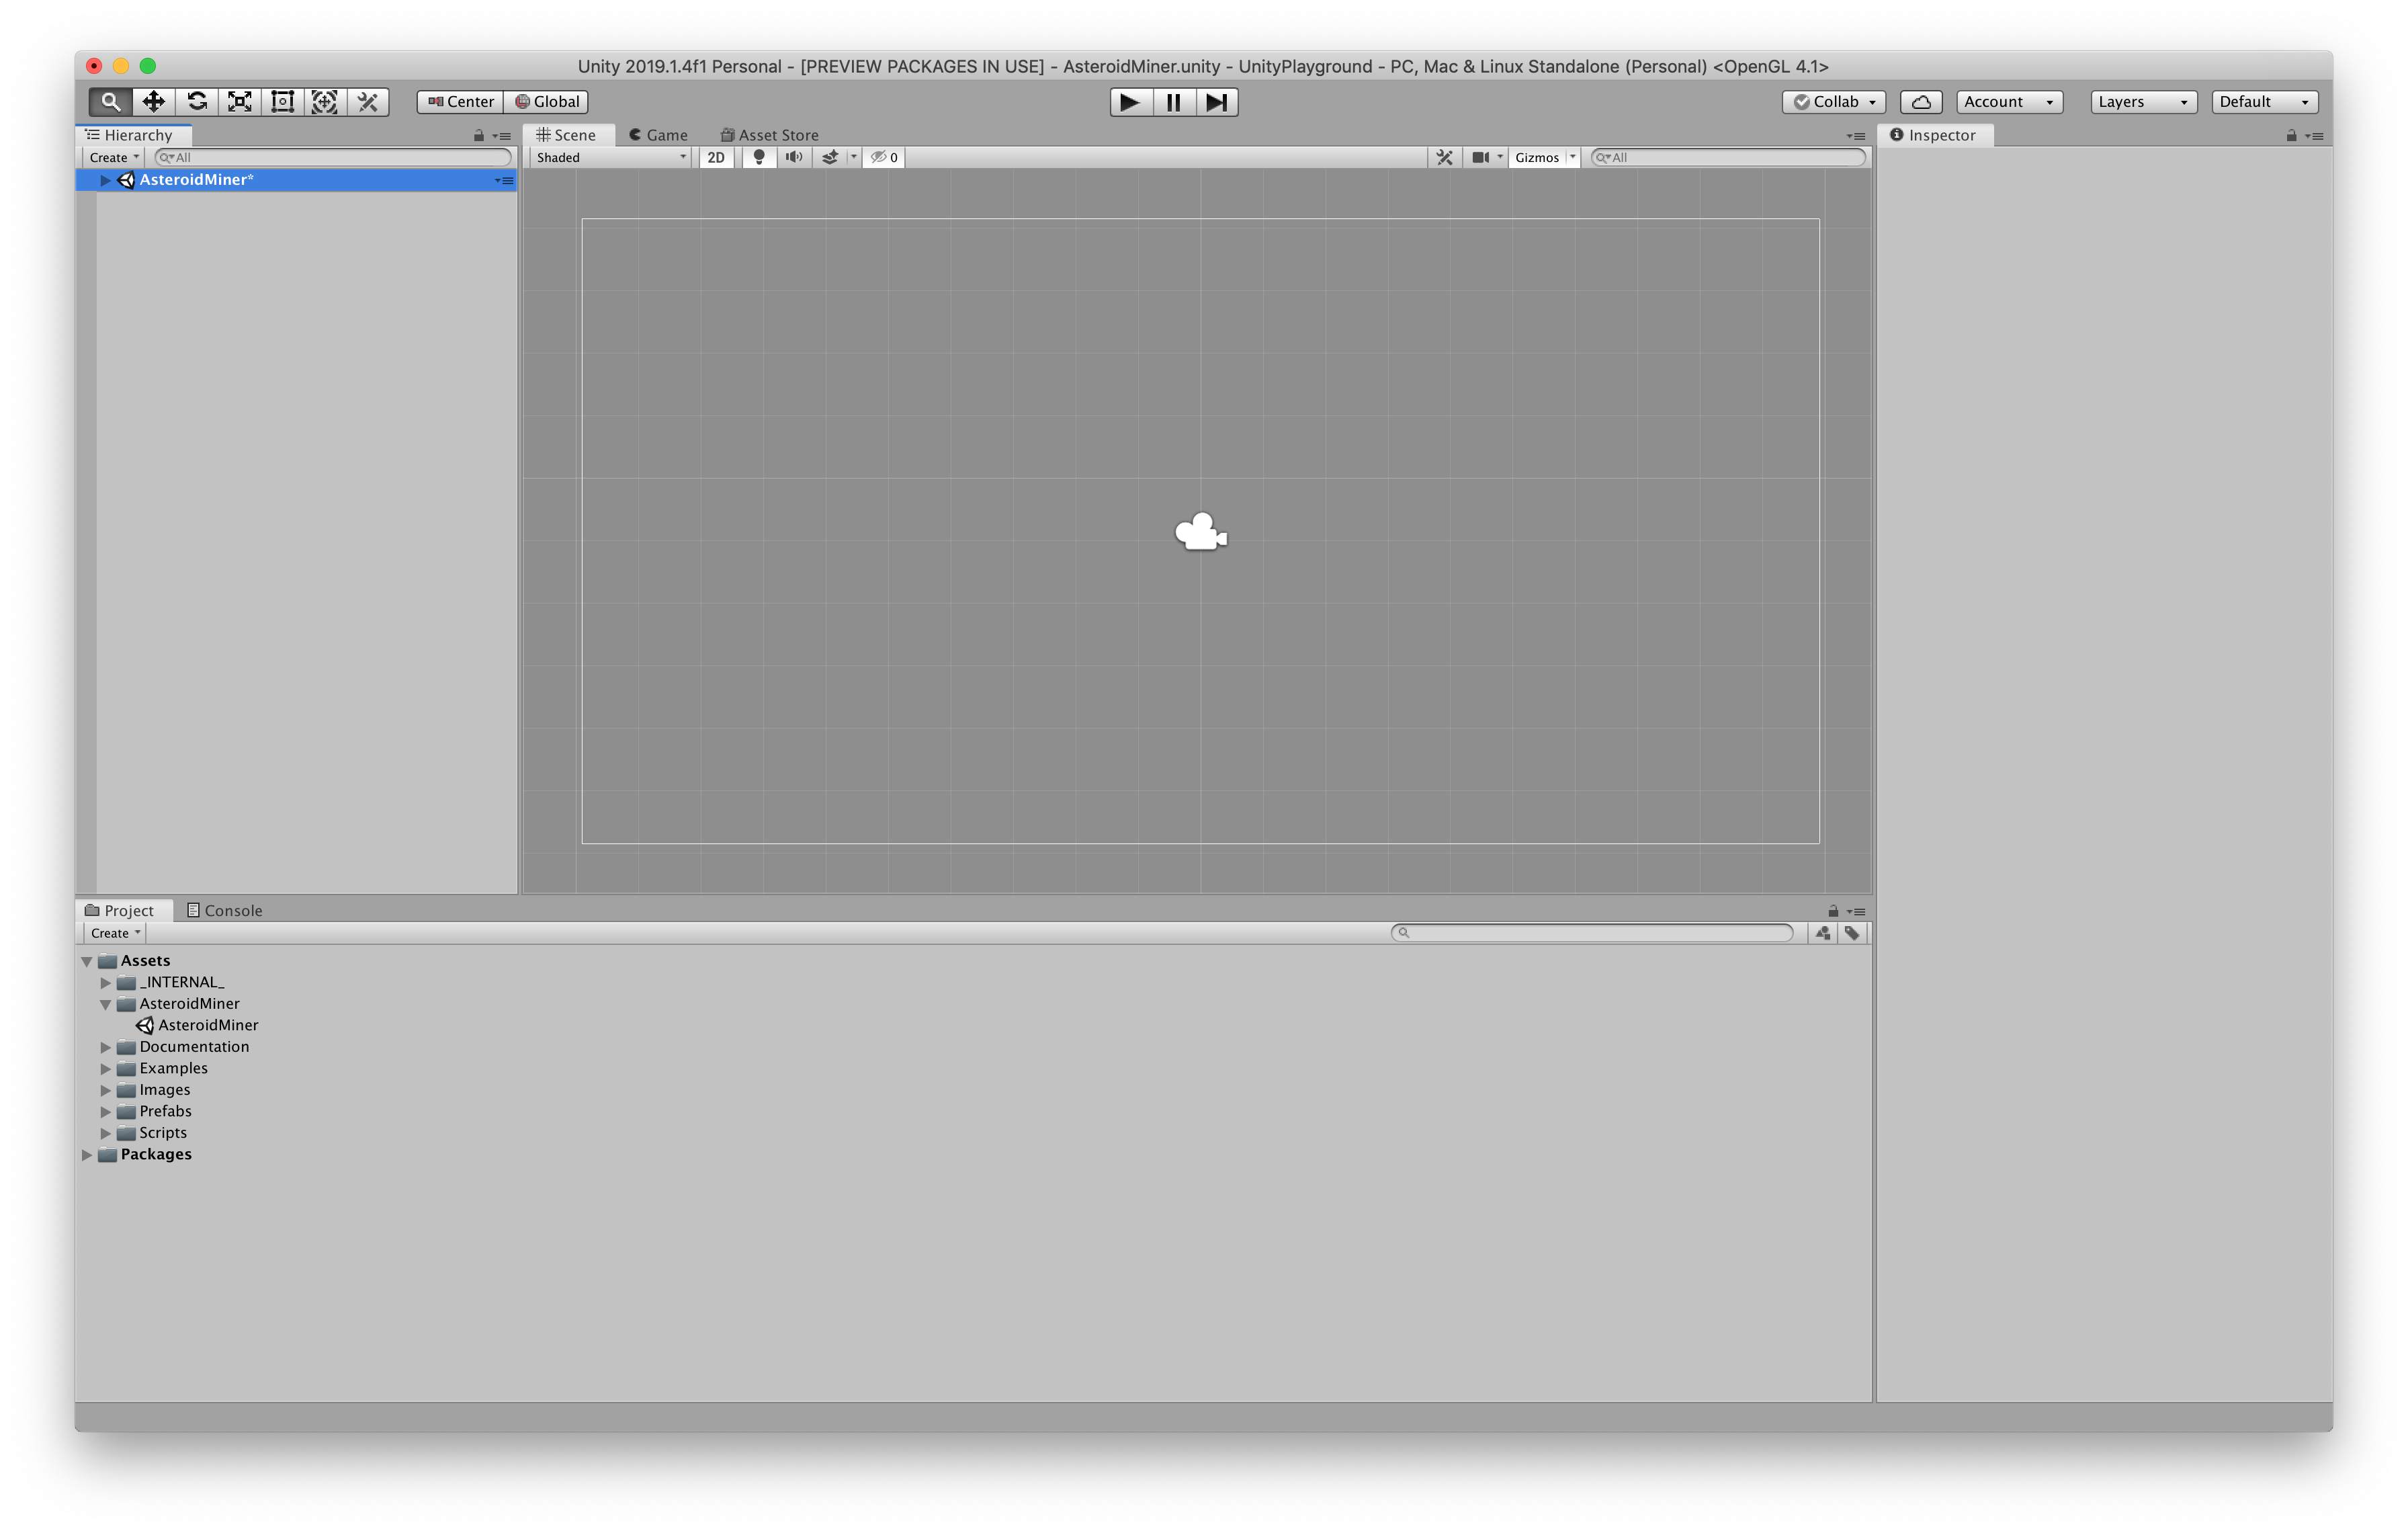 Unity 2019.1.4f1 Personal - [PREVIEW PACKAGES IN USE] - AsteroidMiner.unity - UnityPlayground - PC, Mac & Linux Standalone (Personal) <OpenGL 4.1>
Center Global Collab Account Layers Default
Hierarchy Scene Game Asset Store Inspector
Create All Shaded 2D 0 Gizmos All
AsteroidMiner*
Project Console
Create
Assets
_INTERNAL_
AsteroidMiner
AsteroidMiner
Documentation
Examples
Images
Prefabs
Scripts
Packages